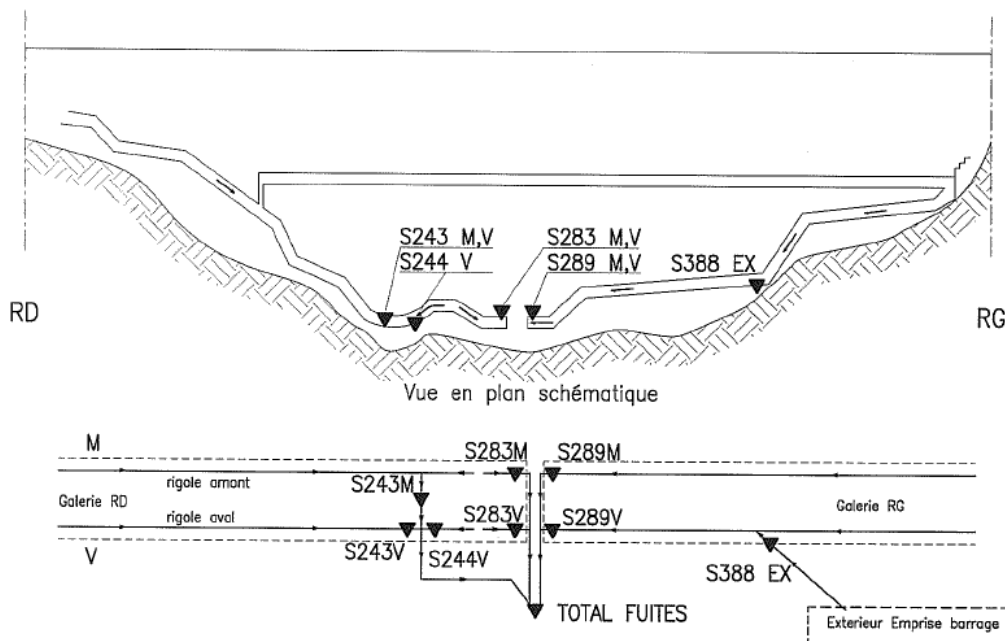 S243 M,V
S283 M,V
S244 V
S289 M,V
S388 EX
RD
RG
Vue en plan schématique
M
S283M
S289M
rigole amont
S243M
Galerie RD
Galerie RG
rigole aval
S283V
S289V
V
S243V
S244V
S388 EX
TOTAL FUITES
Exterieur Emprise barrage